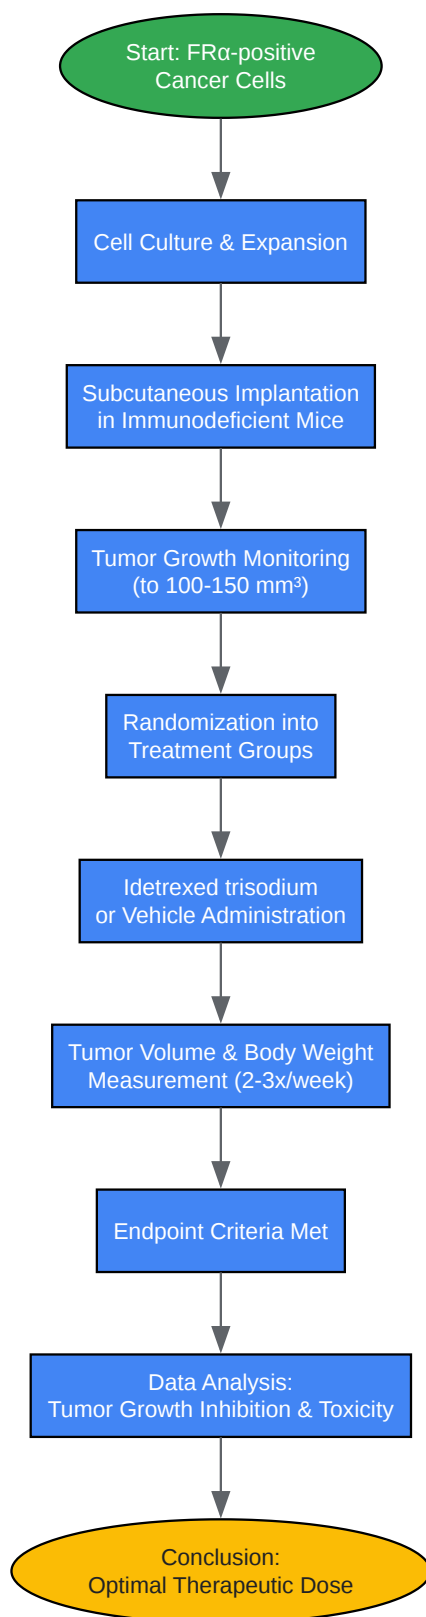 Start: FRα-positive
Cancer Cells
Cell Culture & Expansion
Subcutaneous Implantation
in Immunodeficient Mice
Tumor Growth Monitoring
(to 100-150 mm³)
Randomization into
Treatment Groups
Idetrexed trisodium
or Vehicle Administration
Tumor Volume & Body Weight
Measurement (2-3x/week)
Endpoint Criteria Met
Data Analysis:
Tumor Growth Inhibition & Toxicity
Conclusion:
Optimal Therapeutic Dose